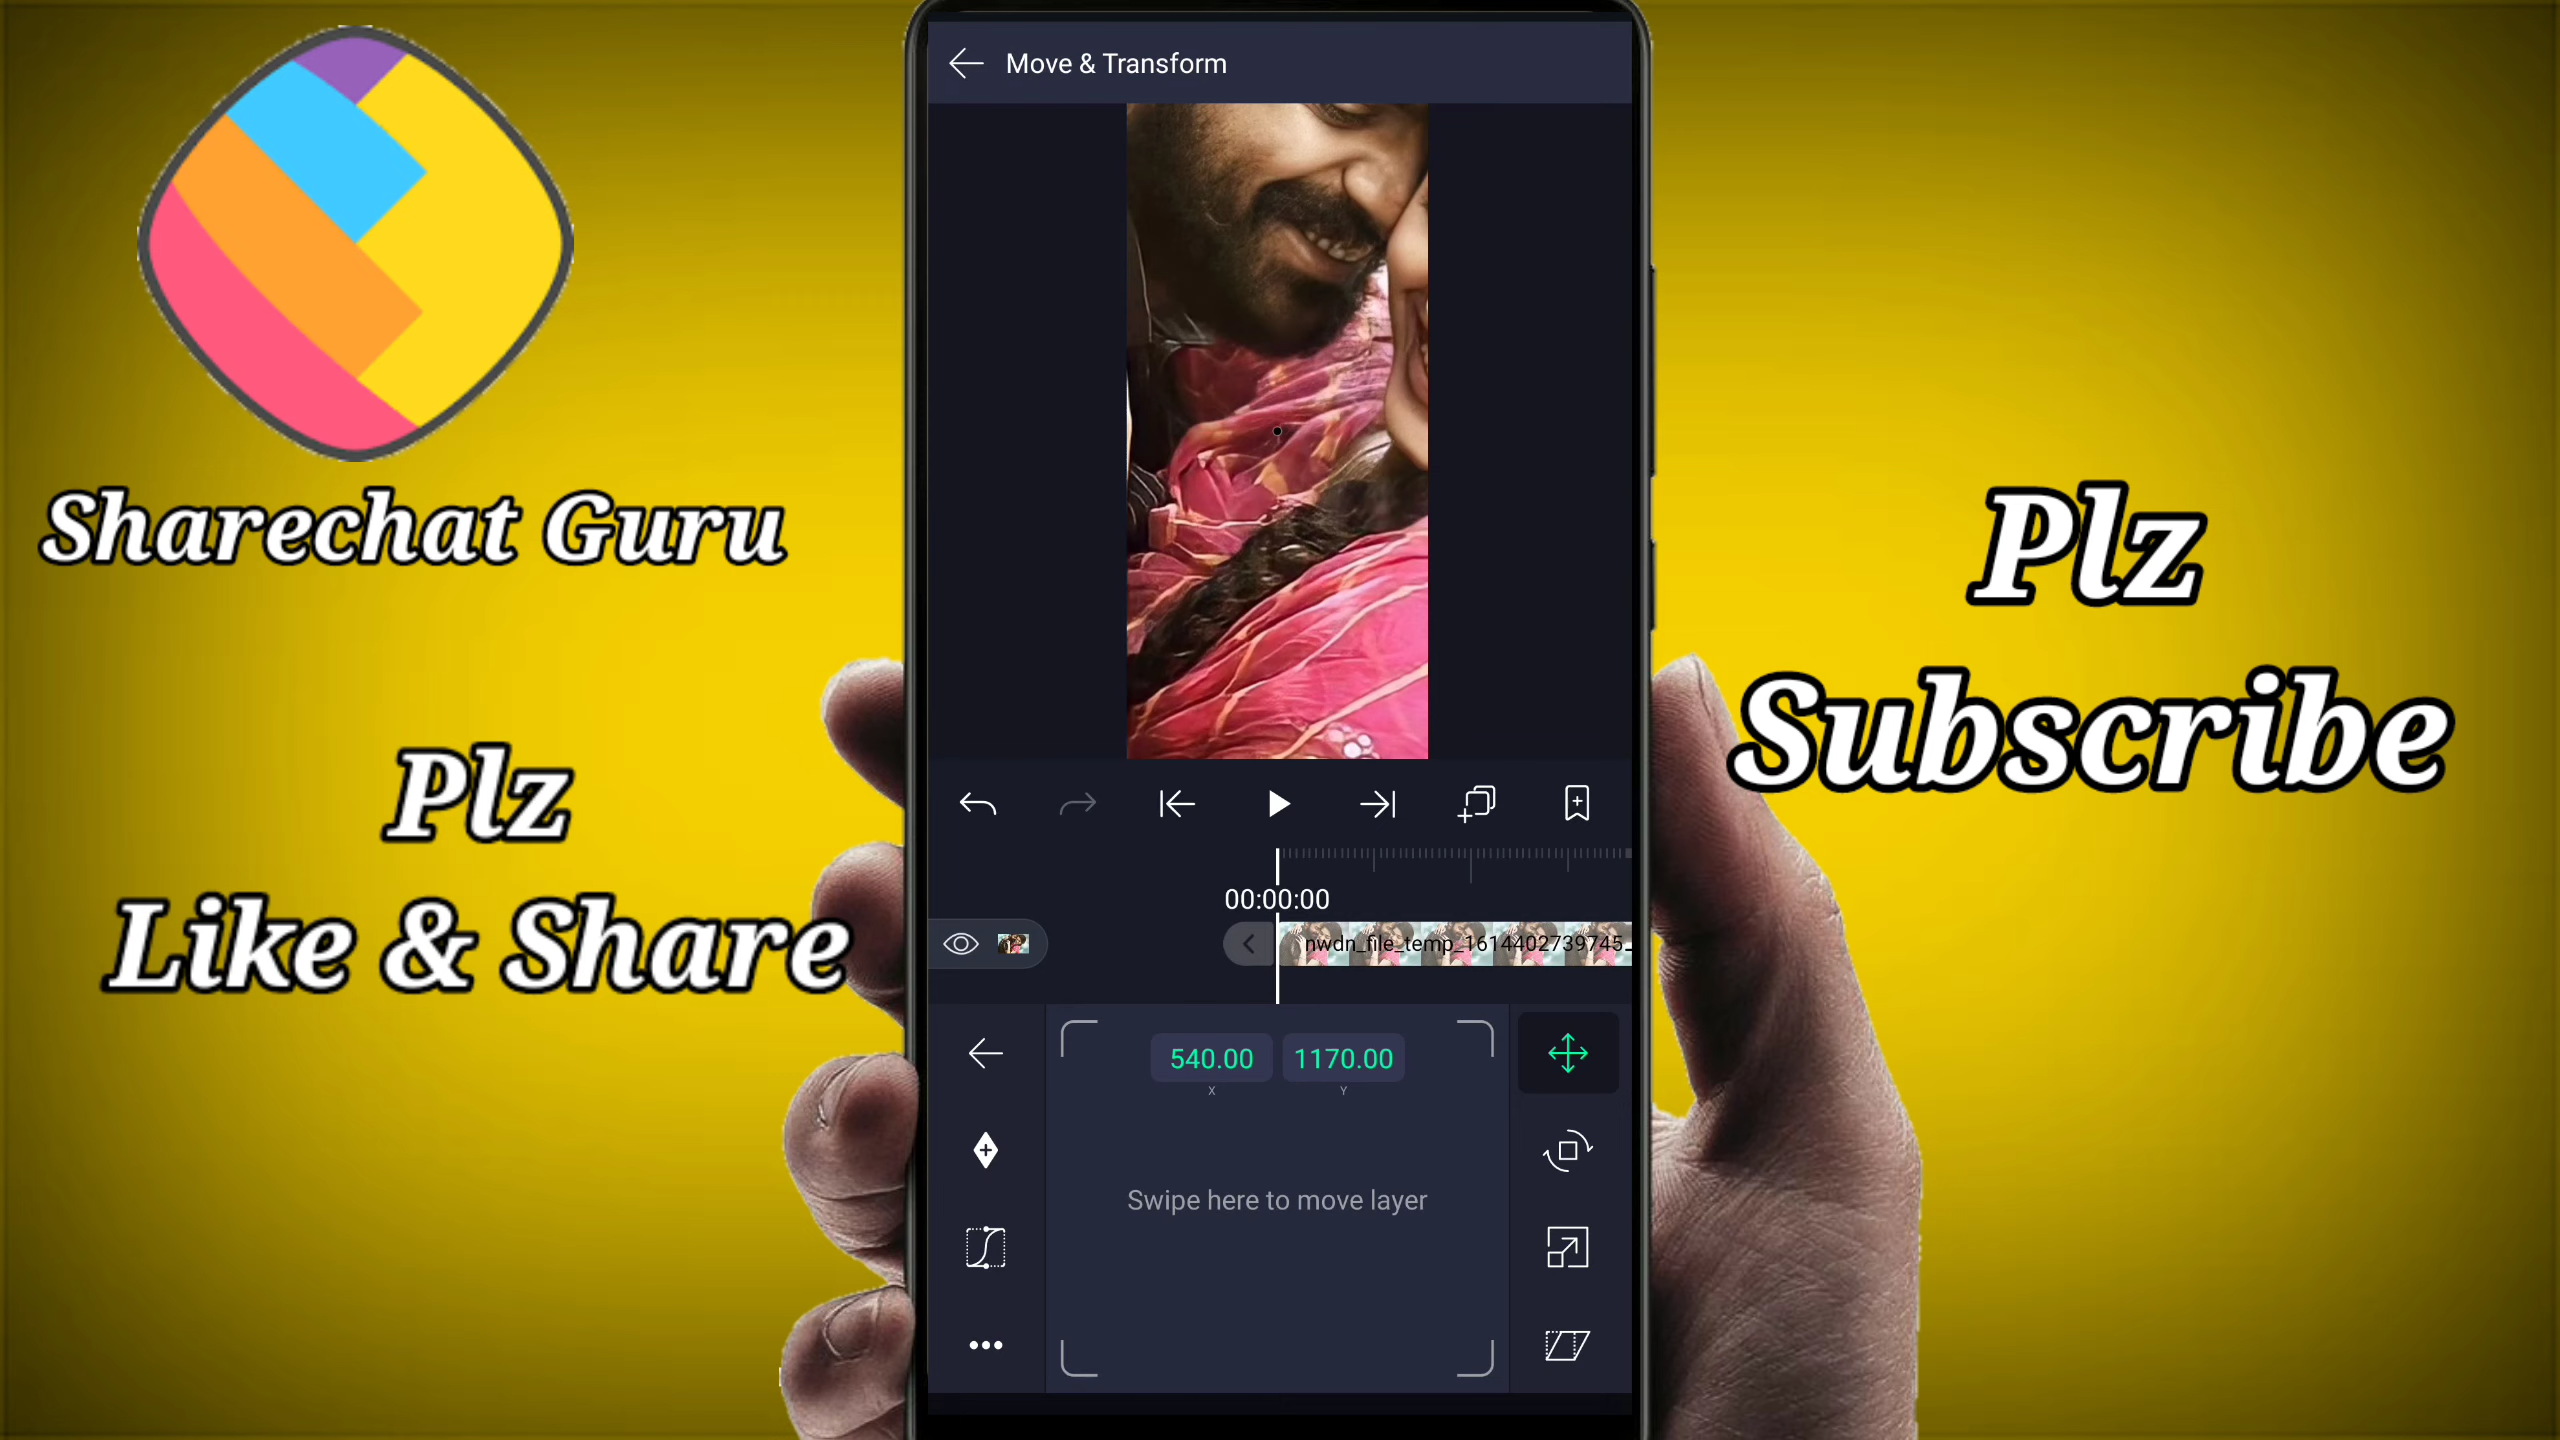 Move & Transform
Sharechat Guru
Plz
Like & Share
Plz
Subscribe
00:00:00
nwdn_file_temp_1614402739745_
540.00 1170.00
X Y
Swipe here to move layer